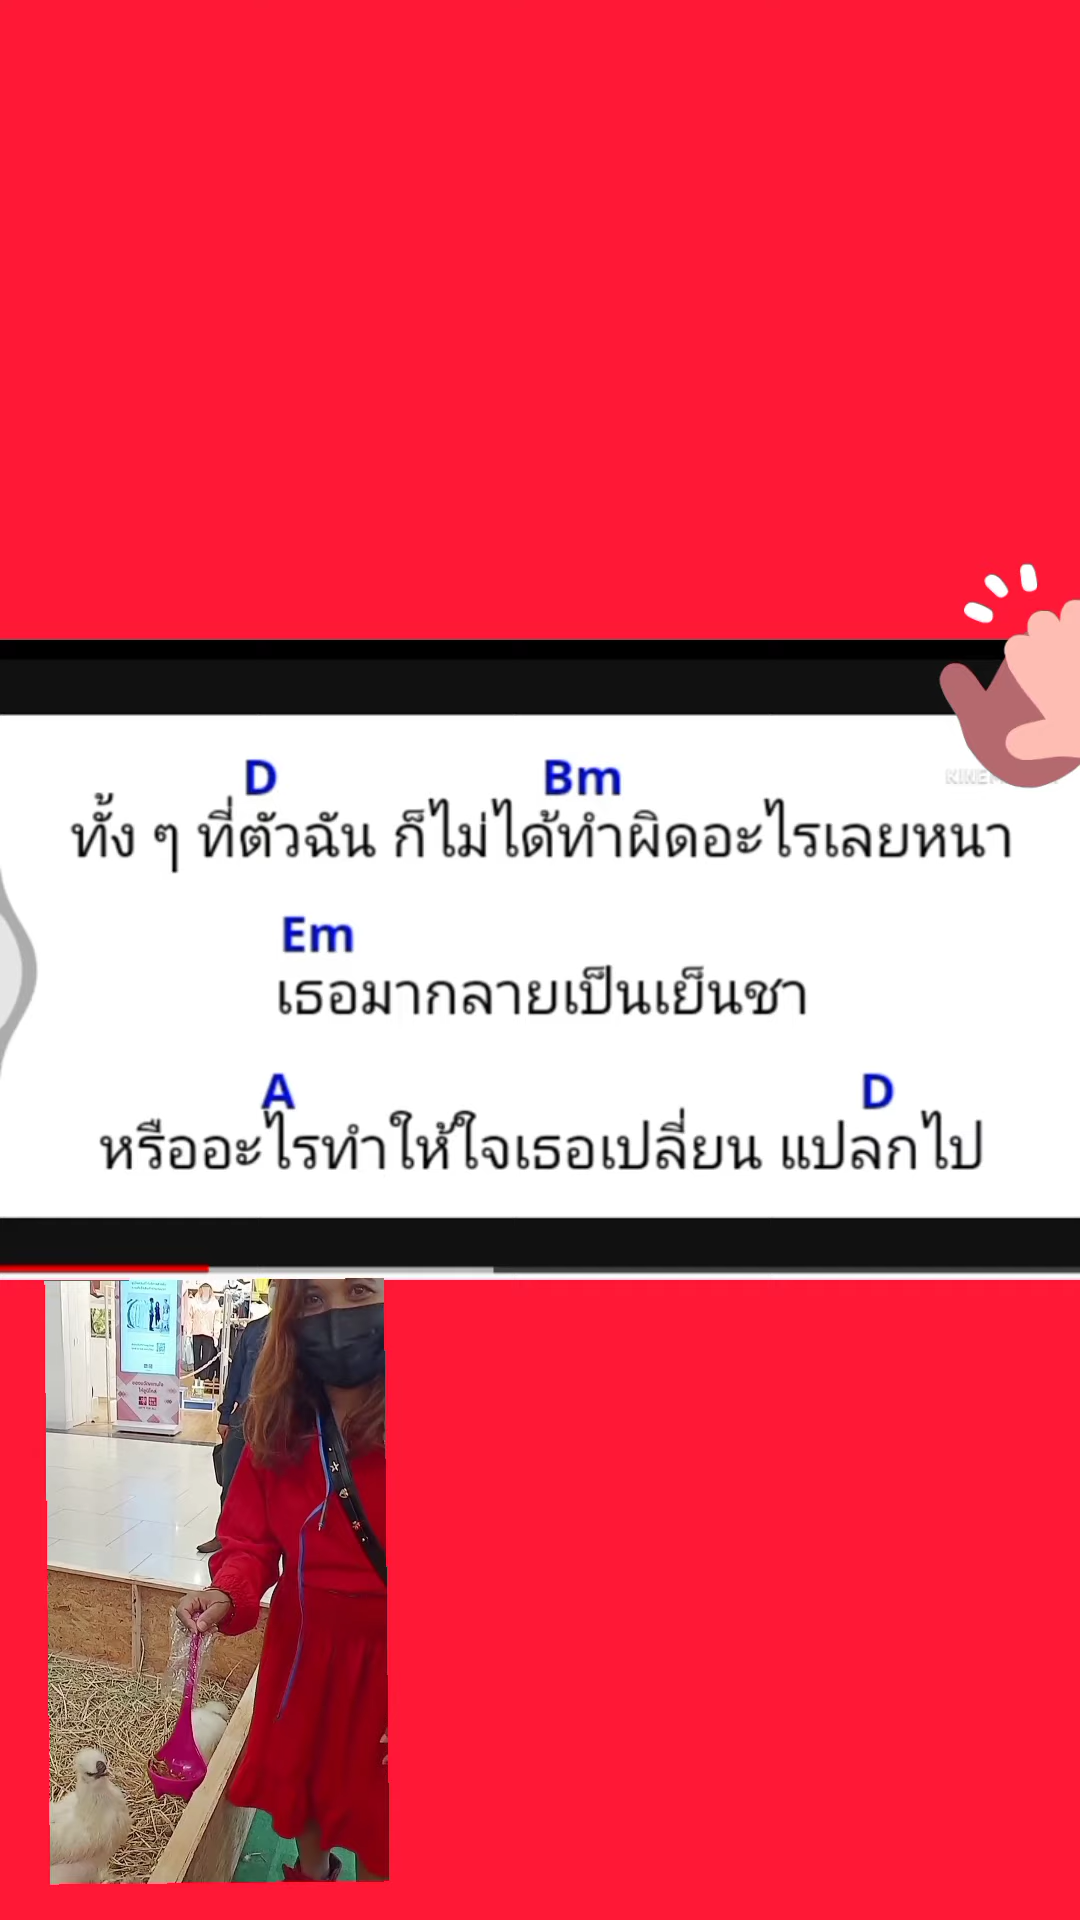 D Bm
ทั้ง ๆ ที่ตัวฉัน ก็ไม่ได้ทำผิดอะไรเลยหนา
Em
เธอมากลายเป็นเย็นชา
A D
หรืออะไรทำให้ใจเธอเปลี่ยน แปลกไป